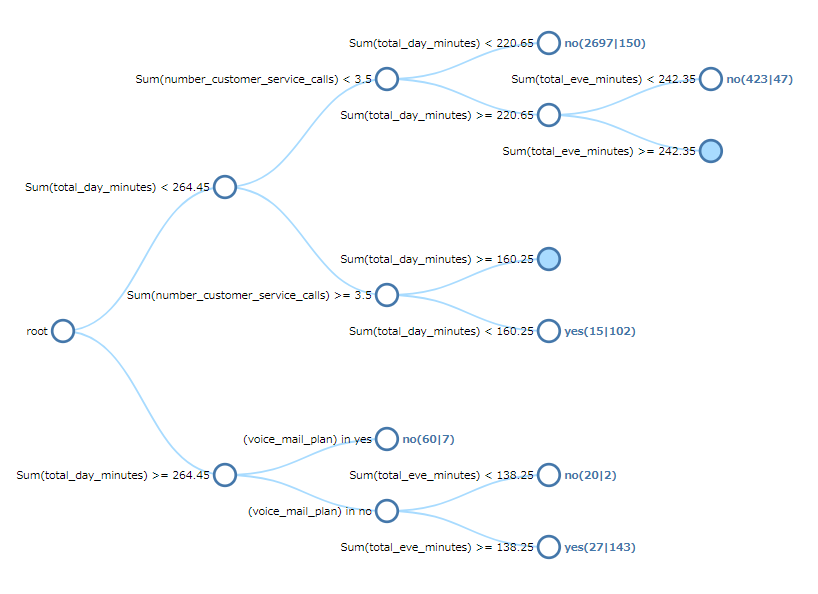 Sum(total_day_minutes) < 220.65 no(2697|150)
Sum(number_customer_service_calls) < 3.5 Sum(total_eve_minutes) < 242.35 no(423|47)
Sum(total_day_minutes) >= 220.65
Sum(total_eve_minutes) >= 242.35
Sum(total_day_minutes) < 264.45
Sum(total_day_minutes) >= 160.25
Sum(number_customer_service_calls) >= 3.5
root Sum(total_day_minutes) < 160.25 yes(15|102)
(voice_mail_plan) in yes no(60|7)
Sum(total_day_minutes) >= 264.45 Sum(total_eve_minutes) < 138.25 no(20|2)
(voice_mail_plan) in no
Sum(total_eve_minutes) >= 138.25 yes(27|143)